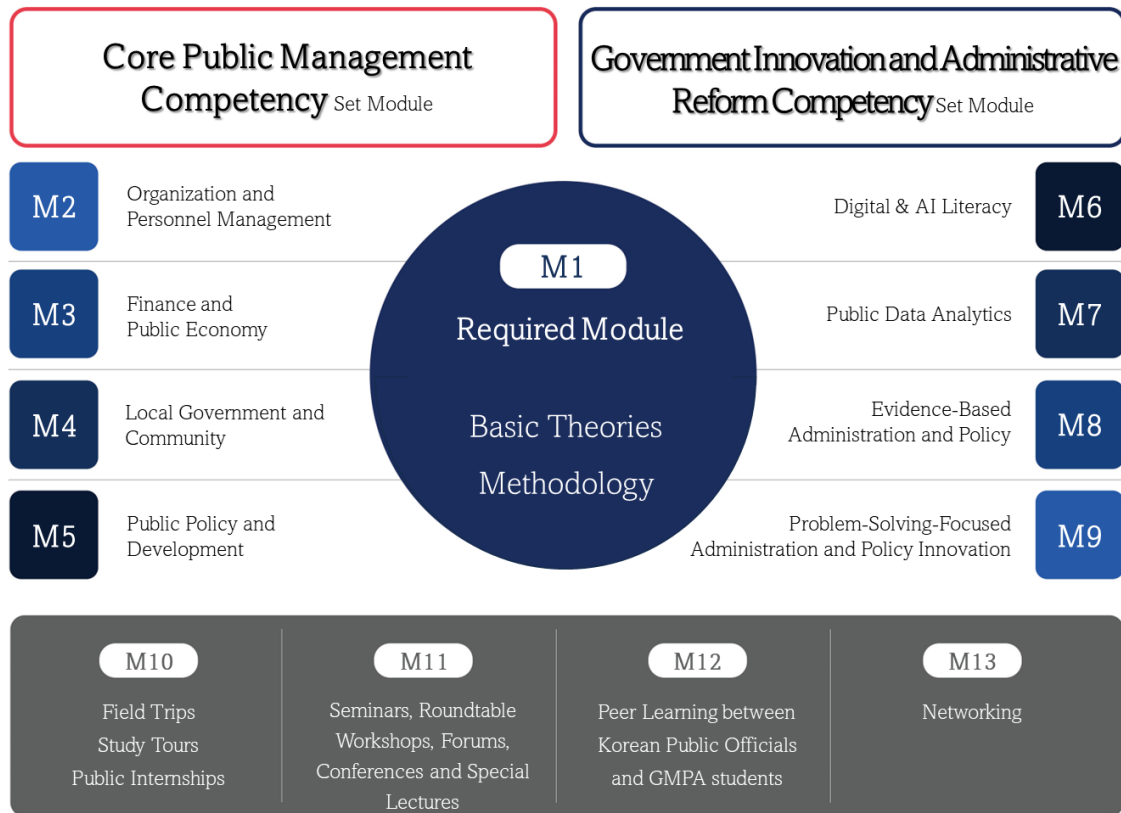 Core Public Management
Competency Set Module
Government Innovation and Administrative
Reform Competency Set Module
M2
Organization and
Personnel Management
M3
Finance and
Public Economy
M4
Local Government and
Community
M5
Public Policy and
Development
M1
Required Module
Basic Theories
Methodology
Digital & AI Literacy
M6
Public Data Analytics
M7
Evidence-Based
Administration and Policy
M8
Problem-Solving-Focused
Administration and Policy Innovation
M9
M10
Field Trips
Study Tours
Public Internships
M11
Seminars, Roundtable
Workshops, Forums,
Conferences and Special
Lectures
M12
Peer Learning between
Korean Public Officials
and GMPA students
M13
Networking